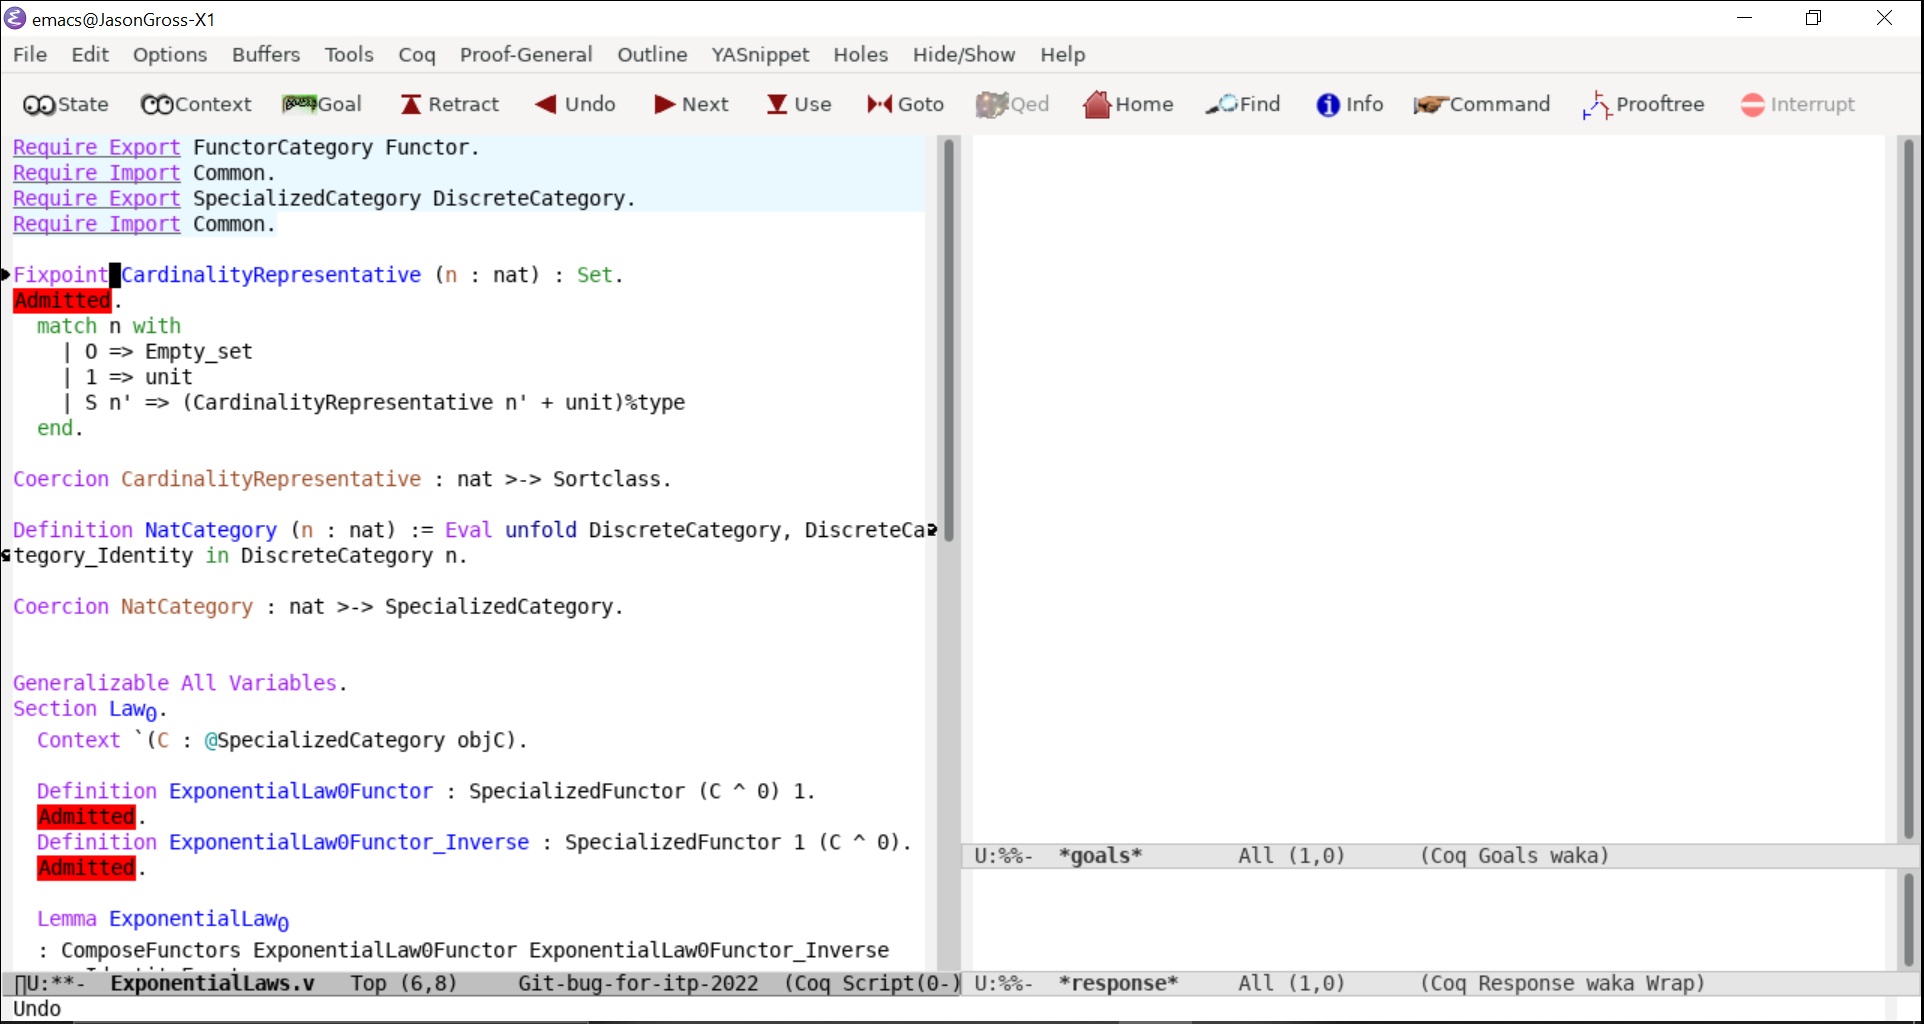 emacs@JasonGross-X1
File Edit Options Buffers Tools Coq Proof-General Outline YASnippet Holes Hide/Show Help
State Context Goal Retract Undo Next Use Goto Qed Home Find Info Command Prooftree Interrupt
Require Export FunctorCategory Functor.
Require Import Common.
Require Export SpecializedCategory DiscreteCategory.
Require Import Common.
Fixpoint CardinalityRepresentative (n : nat) : Set.
Admitted.
  match n with
    | O => Empty_set
    | 1 => unit
    | S n' => (CardinalityRepresentative n' + unit)%type
  end.
Coercion CardinalityRepresentative : nat >-> Sortclass.
Definition NatCategory (n : nat) := Eval unfold DiscreteCategory, DiscreteCa
tegory_Identity in DiscreteCategory n.
Coercion NatCategory : nat >-> SpecializedCategory.
Generalizable All Variables.
Section Law₀.
  Context `(C : @SpecializedCategory objC).
  Definition ExponentialLaw0Functor : SpecializedFunctor (C ^ 0) 1.
  Admitted.
  Definition ExponentialLaw0Functor_Inverse : SpecializedFunctor 1 (C ^ 0).
  Admitted.
  Lemma ExponentialLaw₀
  : ComposeFunctors ExponentialLaw0Functor ExponentialLaw0Functor_Inverse
U:**-  ExponentialLaws.v   Top (6,8)     Git-bug-for-itp-2022  (Coq Script(0-)
Undo
U:%%-  *goals*        All (1,0)      (Coq Goals waka)
U:%%-  *response*     All (1,0)      (Coq Response waka Wrap)